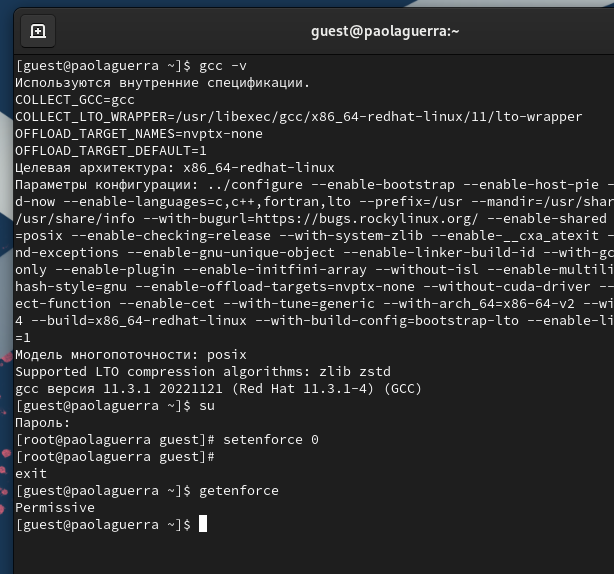 guest@paolaguerra:~
[guest@paolaguerra ~]$ gcc -v
Используются внутренние спецификации.
COLLECT_GCC=gcc
COLLECT_LTO_WRAPPER=/usr/libexec/gcc/x86_64-redhat-linux/11/lto-wrapper
OFFLOAD_TARGET_NAMES=nvptx-none
OFFLOAD_TARGET_DEFAULT=1
Целевая архитектура: x86_64-redhat-linux
Параметры конфигурации: ../configure --enable-bootstrap --enable-host-pie -
d-now --enable-languages=c,c++,fortran,lto --prefix=/usr --mandir=/usr/shar
/usr/share/info --with-bugurl=https://bugs.rockylinux.org/ --enable-shared
=posix --enable-checking=release --with-system-zlib --enable-__cxa_atexit -
nd-exceptions --enable-gnu-unique-object --enable-linker-build-id --with-gc
only --enable-plugin --enable-initfini-array --without-isl --enable-multili
hash-style=gnu --enable-offload-targets=nvptx-none --without-cuda-driver --
ect-function --enable-cet --with-tune=generic --with-arch_64=x86-64-v2 --wi
4 --build=x86_64-redhat-linux --with-build-config=bootstrap-lto --enable-li
=1
Модель многопоточности: posix
Supported LTO compression algorithms: zlib zstd
gcc версия 11.3.1 20221121 (Red Hat 11.3.1-4) (GCC)
[guest@paolaguerra ~]$ su
Пароль:
[root@paolaguerra guest]# setenforce 0
[root@paolaguerra guest]#
exit
[guest@paolaguerra ~]$ getenforce
Permissive
[guest@paolaguerra ~]$